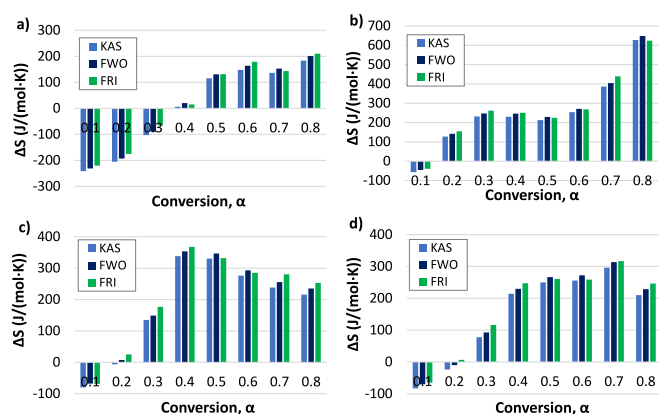 a)
300
200
100
0
-100
-200
-300
ΔS (J/(mol·K))
KAS
FWO
FRI
0.1 0.2 0.3 0.4 0.5 0.6 0.7 0.8
Conversion, α
b)
700
600
500
400
300
200
100
0
-100
ΔS (J/(mol·K))
KAS
FWO
FRI
0.1 0.2 0.3 0.4 0.5 0.6 0.7 0.8
Conversion, α
c)
400
300
200
100
0
-100
ΔS (J/(mol·K))
KAS
FWO
FRI
0.1 0.2 0.3 0.4 0.5 0.6 0.7 0.8
Conversion, α
d)
400
300
200
100
0
-100
ΔS (J/(mol·K))
KAS
FWO
FRI
0.1 0.2 0.3 0.4 0.5 0.6 0.7 0.8
Conversion, α